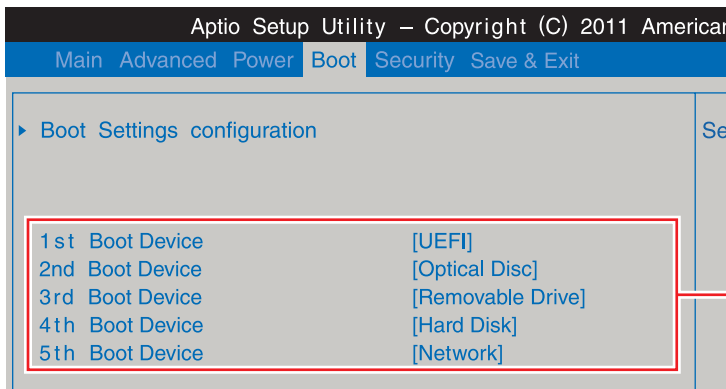 Aptio Setup Utility – Copyright (C) 2011 American
Main Advanced Power Boot Security Save & Exit
Boot Settings configuration
1st Boot Device [UEFI]
2nd Boot Device [Optical Disc]
3rd Boot Device [Removable Drive]
4th Boot Device [Hard Disk]
5th Boot Device [Network]